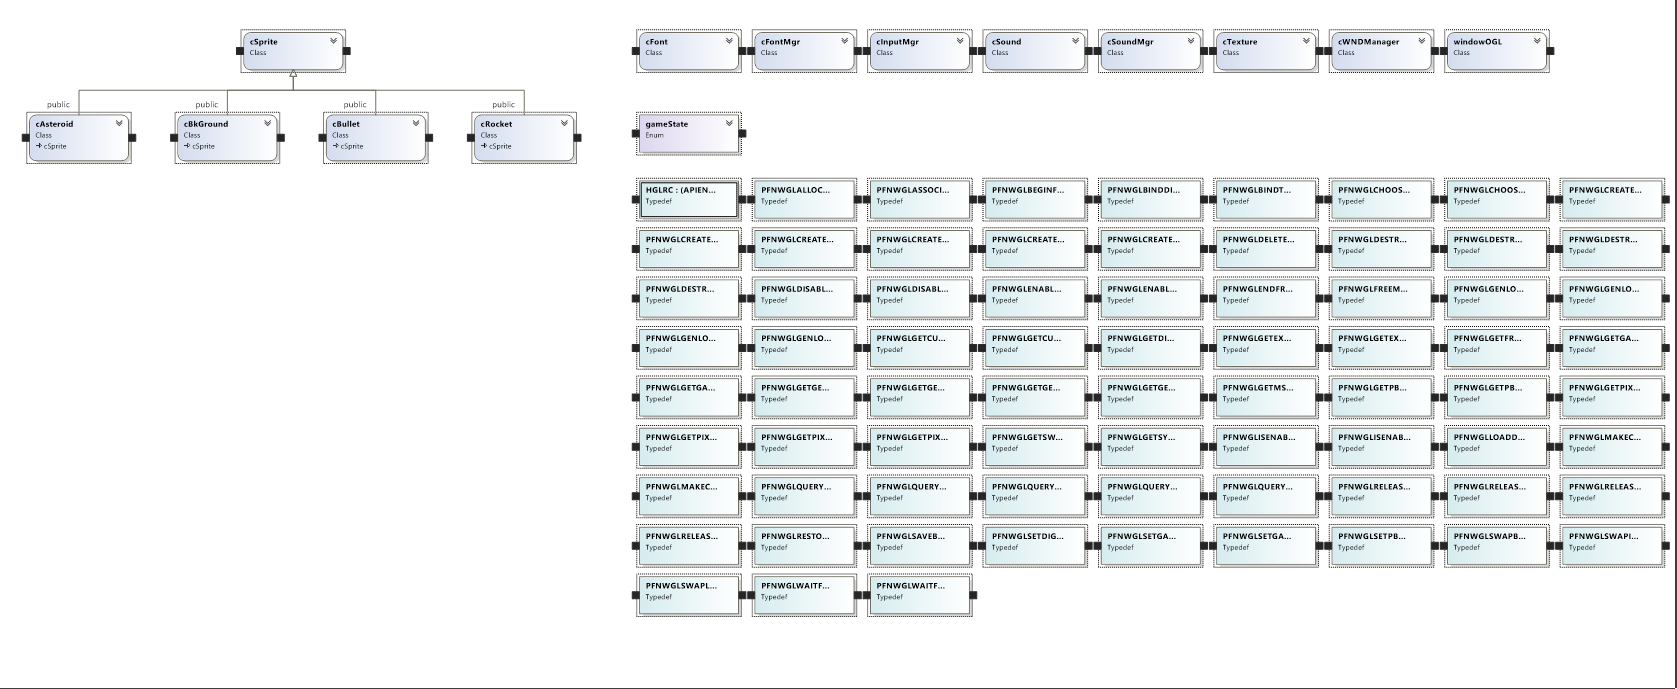 cSprite
Class
public
public
public
public
cAsteroid
Class
cSprite
cBkGround
Class
cSprite
cBullet
Class
cSprite
cRocket
Class
cSprite
cFont
Class
cFontMgr
Class
cInputMgr
Class
cSound
Class
cSoundMgr
Class
cTexture
Class
cWNDManager
Class
windowOGL
Class
gameState
Enum
HGLRC : (APIEN...
Typedef
PFNWGLALLOC...
Typedef
PFNWGLASSOCI...
Typedef
PFNWGLBEGINF...
Typedef
PFNWGLBINDDI...
Typedef
PFNWGLBINDT...
Typedef
PFNWGLCHOOS...
Typedef
PFNWGLCHOOS...
Typedef
PFNWGLCREATE...
Typedef
PFNWGLCREATE...
Typedef
PFNWGLCREATE...
Typedef
PFNWGLCREATE...
Typedef
PFNWGLCREATE...
Typedef
PFNWGLCREATE...
Typedef
PFNWGLDELETE...
Typedef
PFNWGLDESTR...
Typedef
PFNWGLDESTR...
Typedef
PFNWGLDESTR...
Typedef
PFNWGLDESTR...
Typedef
PFNWGLDISABL...
Typedef
PFNWGLDISABL...
Typedef
PFNWGLENABL...
Typedef
PFNWGLENABL...
Typedef
PFNWGLENDFR...
Typedef
PFNWGLFREEM...
Typedef
PFNWGLGENLO...
Typedef
PFNWGLGENLO...
Typedef
PFNWGLGENLO...
Typedef
PFNWGLGENLO...
Typedef
PFNWGLGETCU...
Typedef
PFNWGLGETCU...
Typedef
PFNWGLGETDI...
Typedef
PFNWGLGETEX...
Typedef
PFNWGLGETEX...
Typedef
PFNWGLGETFR...
Typedef
PFNWGLGETGA...
Typedef
PFNWGLGETGA...
Typedef
PFNWGLGETGE...
Typedef
PFNWGLGETGE...
Typedef
PFNWGLGETGE...
Typedef
PFNWGLGETGE...
Typedef
PFNWGLGETMS...
Typedef
PFNWGLGETPB...
Typedef
PFNWGLGETPB...
Typedef
PFNWGLGETPIX...
Typedef
PFNWGLGETPIX...
Typedef
PFNWGLGETPIX...
Typedef
PFNWGLGETPIX...
Typedef
PFNWGLGETSW...
Typedef
PFNWGLGETSY...
Typedef
PFNWGLISENAB...
Typedef
PFNWGLISENAB...
Typedef
PFNWGLLOADD...
Typedef
PFNWGLMAKEC...
Typedef
PFNWGLMAKEC...
Typedef
PFNWGLQUERY...
Typedef
PFNWGLQUERY...
Typedef
PFNWGLQUERY...
Typedef
PFNWGLQUERY...
Typedef
PFNWGLQUERY...
Typedef
PFNWGLRELEAS...
Typedef
PFNWGLRELEAS...
Typedef
PFNWGLRELEAS...
Typedef
PFNWGLRELEAS...
Typedef
PFNWGLRESTO...
Typedef
PFNWGLSAVEB...
Typedef
PFNWGLSETDIG...
Typedef
PFNWGLSETGA...
Typedef
PFNWGLSETGA...
Typedef
PFNWGLSETPB...
Typedef
PFNWGLSWAPB...
Typedef
PFNWGLSWAPI...
Typedef
PFNWGLSWAPL...
Typedef
PFNWGLWAITF...
Typedef
PFNWGLWAITF...
Typedef